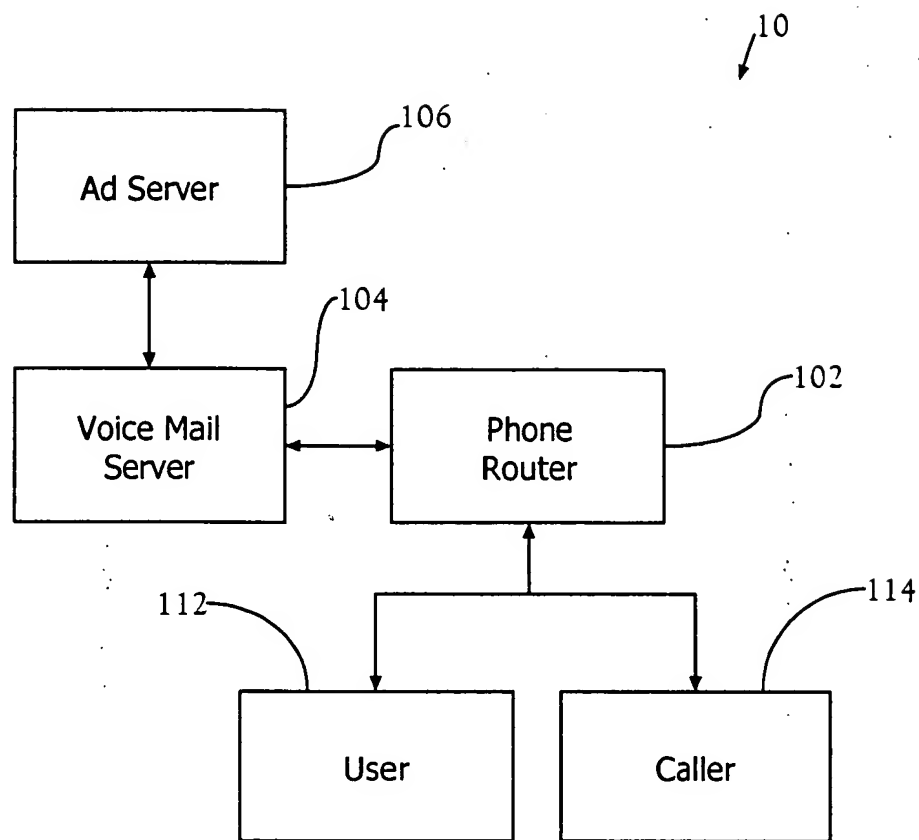 10
106
Ad Server
104
Voice Mail
Server
102
Phone
Router
112
114
User
Caller